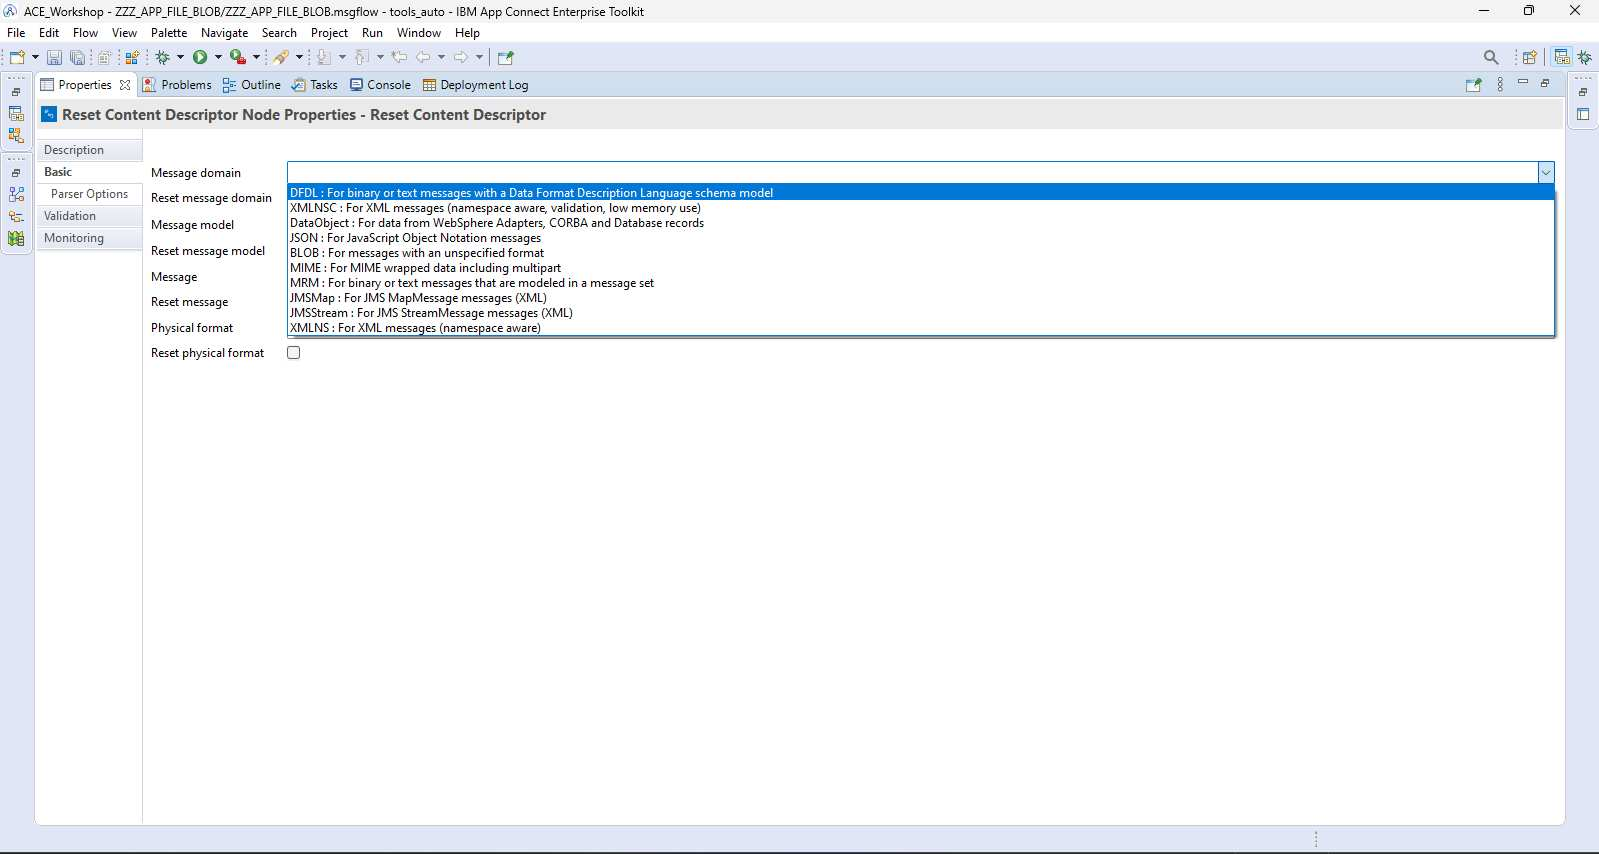 ACE_Workshop - ZZZ_APP_FILE_BLOB/ZZZ_APP_FILE_BLOB.msgflow - tools_auto - IBM App Connect Enterprise Toolkit
File Edit Flow View Palette Navigate Search Project Run Window Help
Properties Problems Outline Tasks Console Deployment Log
Reset Content Descriptor Node Properties - Reset Content Descriptor
Description
Basic
Parser Options
Validation
Monitoring
Message domain
Reset message domain
Message model
Reset message model
Message
Reset message
Physical format
Reset physical format
DFDL : For binary or text messages with a Data Format Description Language schema model
XMLNSC : For XML messages (namespace aware, validation, low memory use)
DataObject : For data from WebSphere Adapters, CORBA and Database records
JSON : For JavaScript Object Notation messages
BLOB : For messages with an unspecified format
MIME : For MIME wrapped data including multipart
MRM : For binary or text messages that are modeled in a message set
JMSMap : For JMS MapMessage messages (XML)
JMSStream : For JMS StreamMessage messages (XML)
XMLNS : For XML messages (namespace aware)